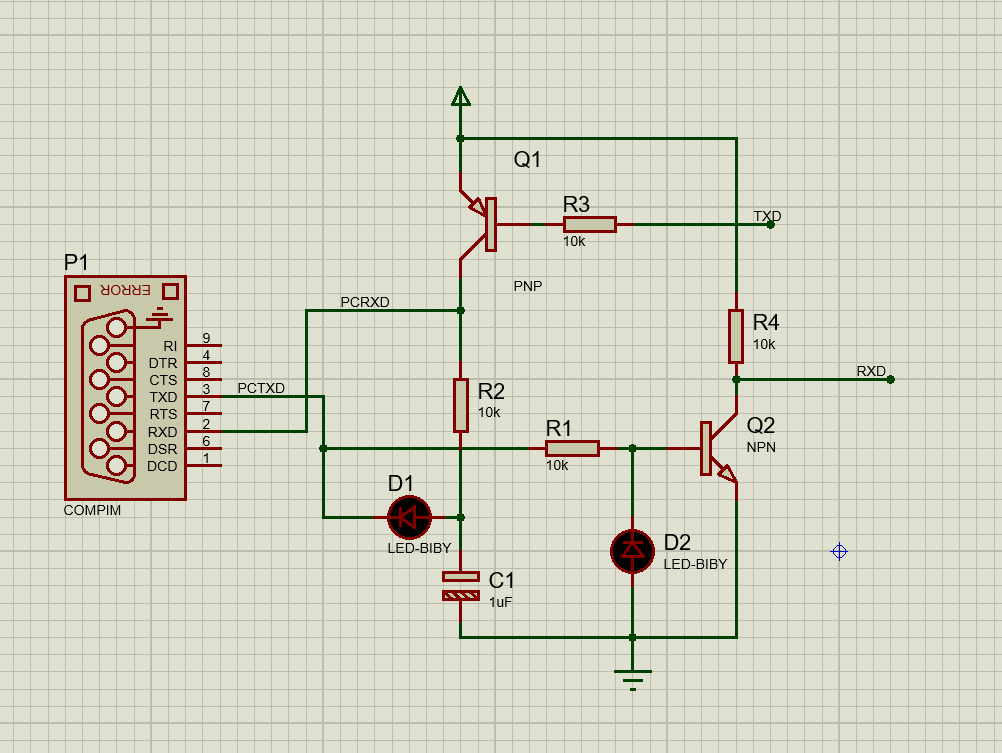 Q1
R3
TXD
10k
P1
ERROR
PNP
PCRXD
R4
10k
RI 9
DTR 4
CTS 8
TXD 3
RTS 7
RXD 2
DSR 6
DCD 1
PCTXD
RXD
R2
10k
R1
10k
Q2
NPN
D1
LED-BIBY
COMPIM
D2
LED-BIBY
C1
1uF